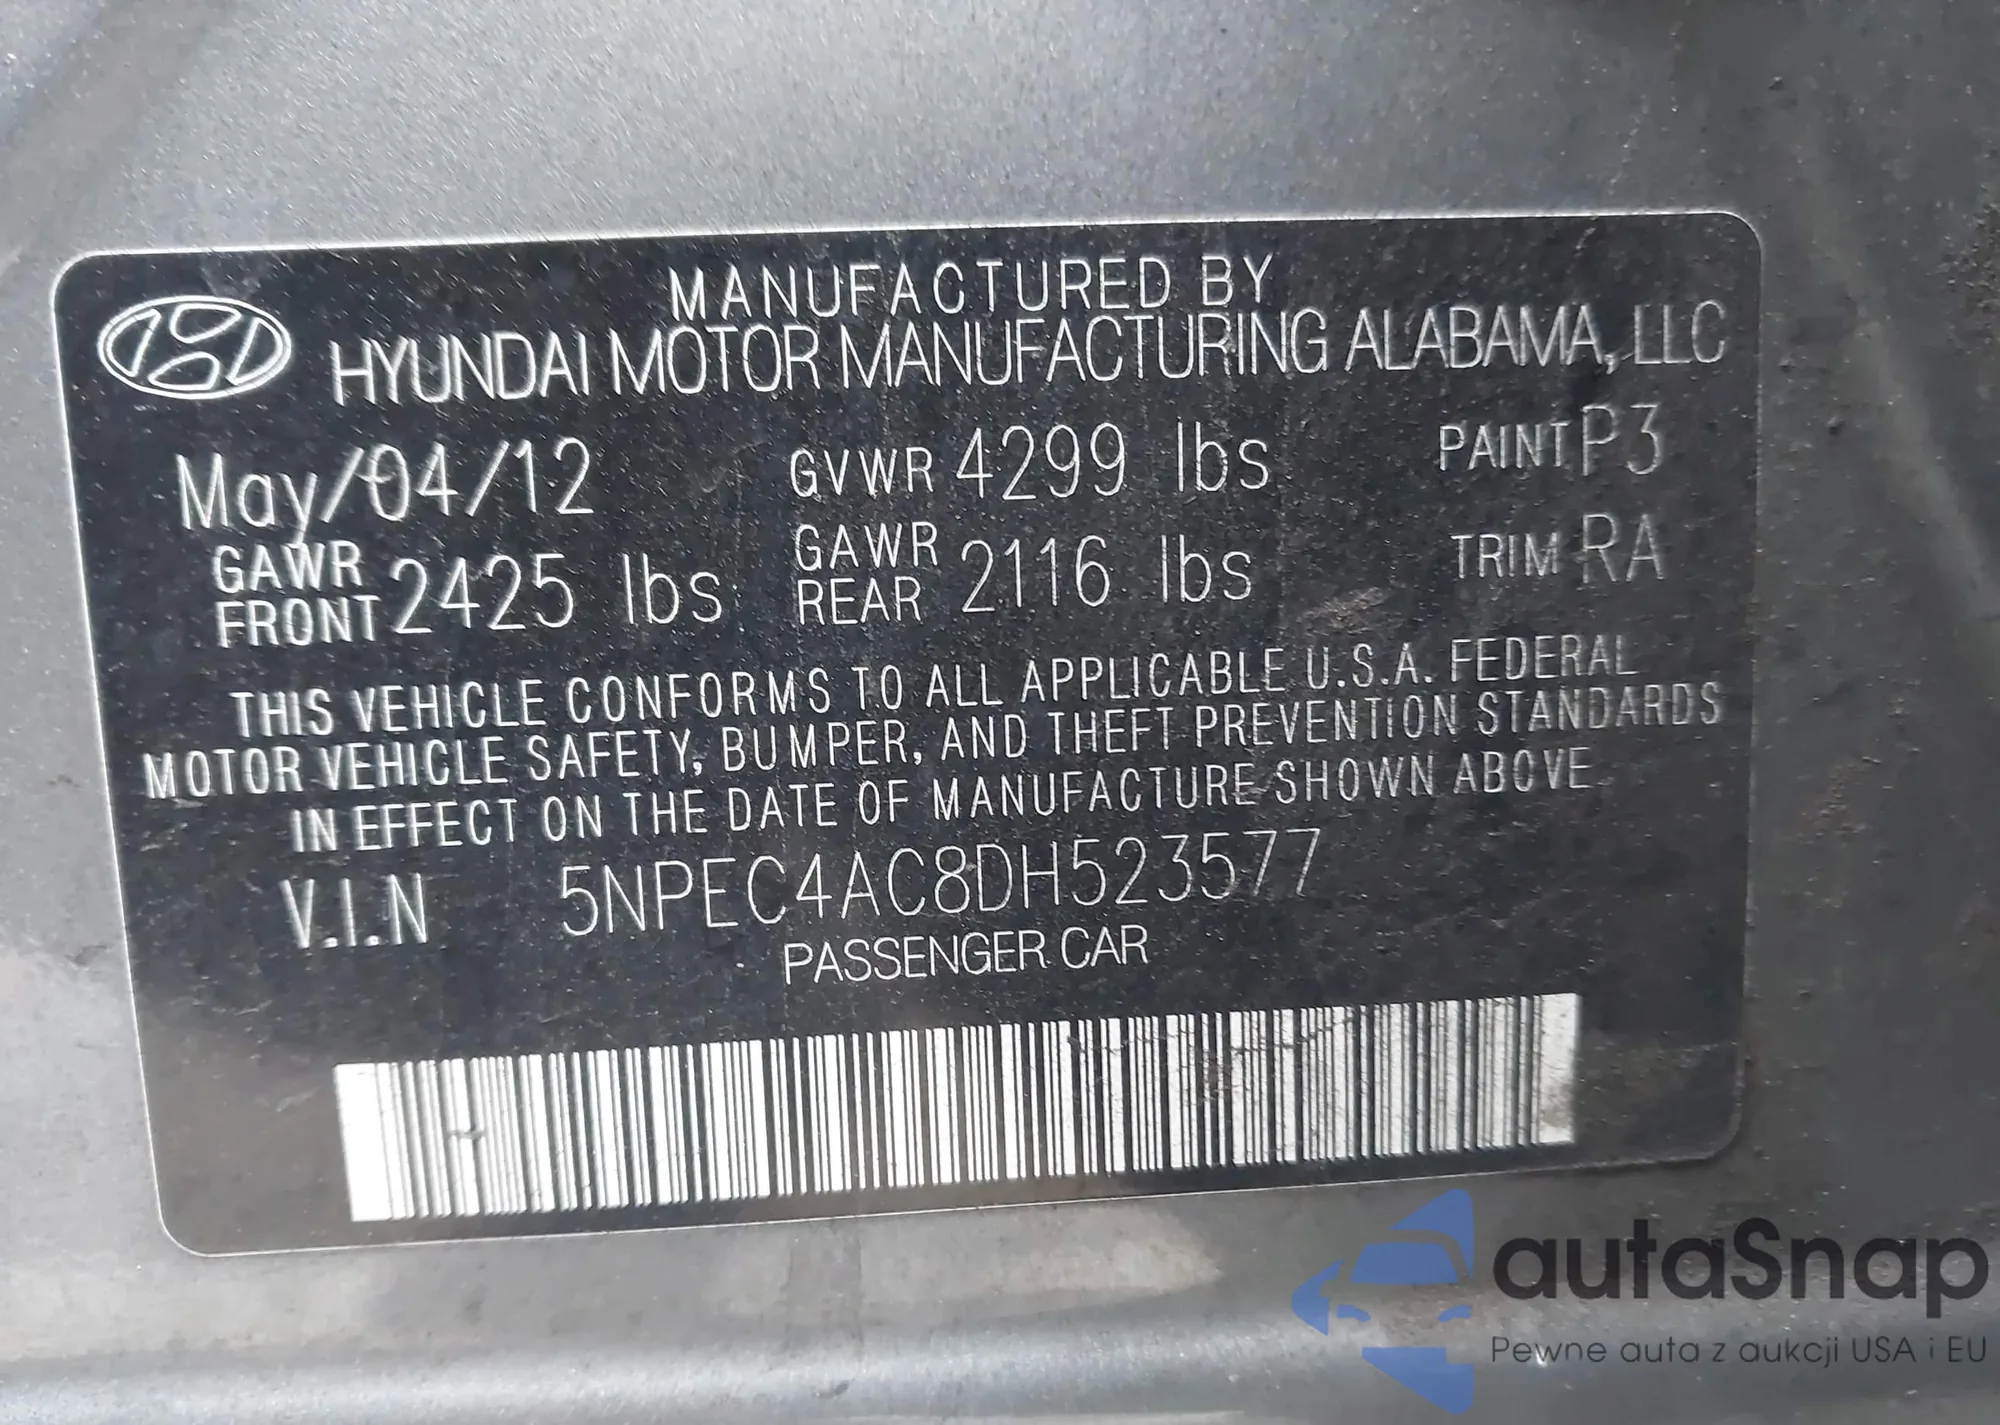 MANUFACTURED BY
HYUNDAI MOTOR MANUFACTURING ALABAMA, LLC
May/04/12 GVWR 4299 lbs PAINT P3
GAWR FRONT 2425 lbs GAWR REAR 2116 lbs TRIM RA
THIS VEHICLE CONFORMS TO ALL APPLICABLE U.S.A. FEDERAL
MOTOR VEHICLE SAFETY, BUMPER, AND THEFT PREVENTION STANDARDS
IN EFFECT ON THE DATE OF MANUFACTURE SHOWN ABOVE
V.I.N 5NPEC4AC8DH523577
PASSENGER CAR
autaSnap
Pewne auta z aukcji USA i EU